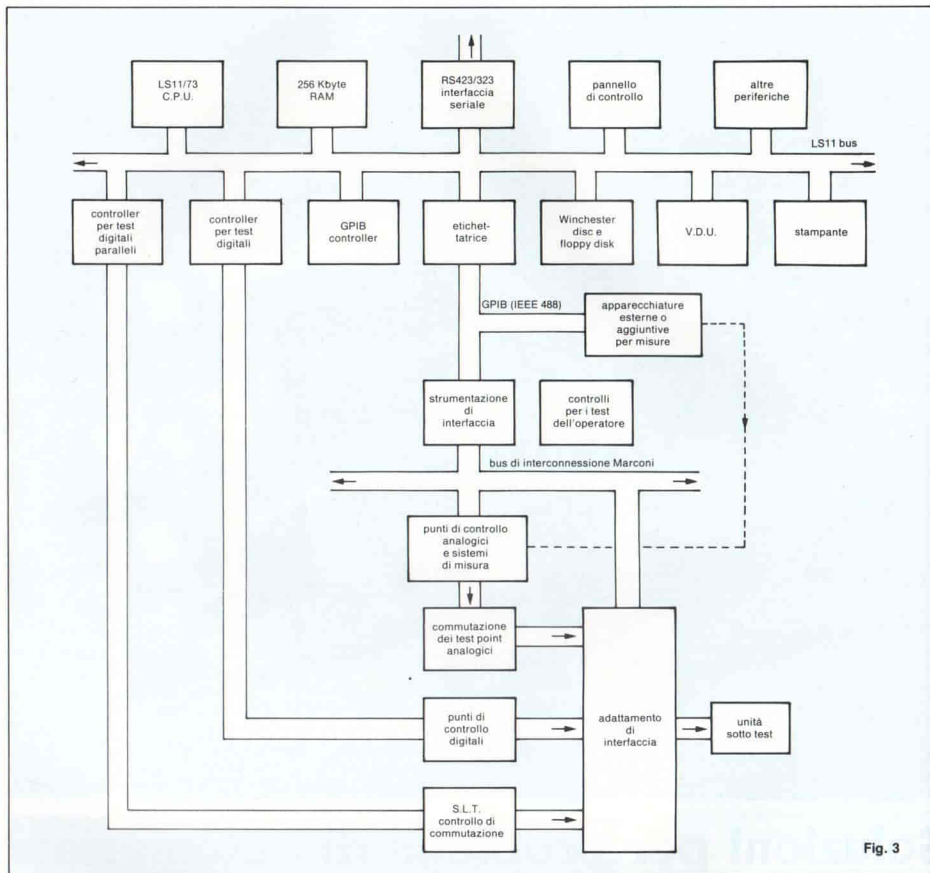 LS11/73
C.P.U.
256 Kbyte
RAM
RS423/323
interfaccia
seriale
pannello
di controllo
altre
periferiche
LS11 bus
controller
per test
digitali
paralleli
controller
per test
digitali
GPIB
controller
etichet-
tatrice
Winchester
disc e
floppy disk
V.D.U.
stampante
GPIB (IEEE 488)
apparecchiature
esterne o
aggiuntive
per misure
strumentazione
di
interfaccia
controlli
per i test
dell'operatore
bus di interconnessione Marconi
punti di controllo
analogici
e sistemi
di misura
commutazione
dei test point
analogici
punti di
controllo
digitali
adattamento
di
interfaccia
unità
sotto test
S.L.T.
controllo di
commutazione
Fig. 3